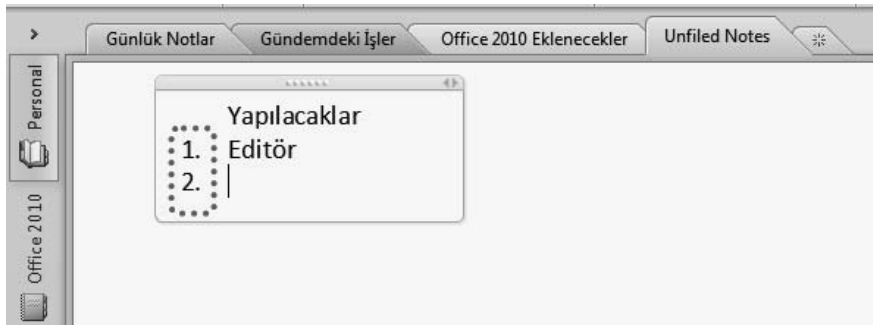 Günlük Notlar
Gündemdeki İşler
Office 2010 Eklenecekler
Unfiled Notes
Personal
Office 2010
Yapılacaklar
1. Editör
2.